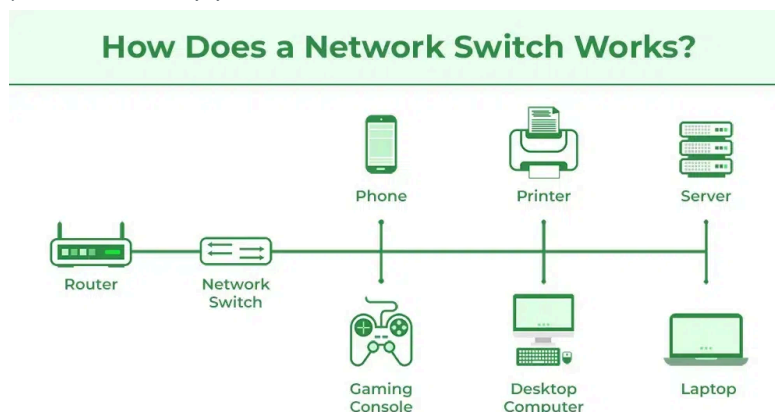 How Does a Network Switch Works?
Phone
Printer
Server
Router
Network
Switch
Gaming
Console
Desktop
Computer
Laptop